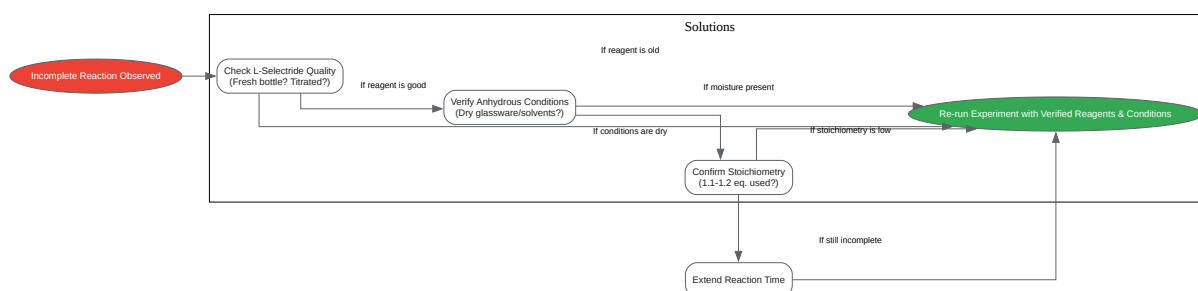 Solutions
If reagent is old
Incomplete Reaction Observed
Check L-Selectride Quality
(Fresh bottle? Titrated?)
If reagent is good
If moisture present
Verify Anhydrous Conditions
(Dry glassware/solvents?)
Re-run Experiment with Verified Reagents & Conditions
If conditions are dry
If stoichiometry is low
Confirm Stoichiometry
(1.1-1.2 eq. used?)
If still incomplete
Extend Reaction Time